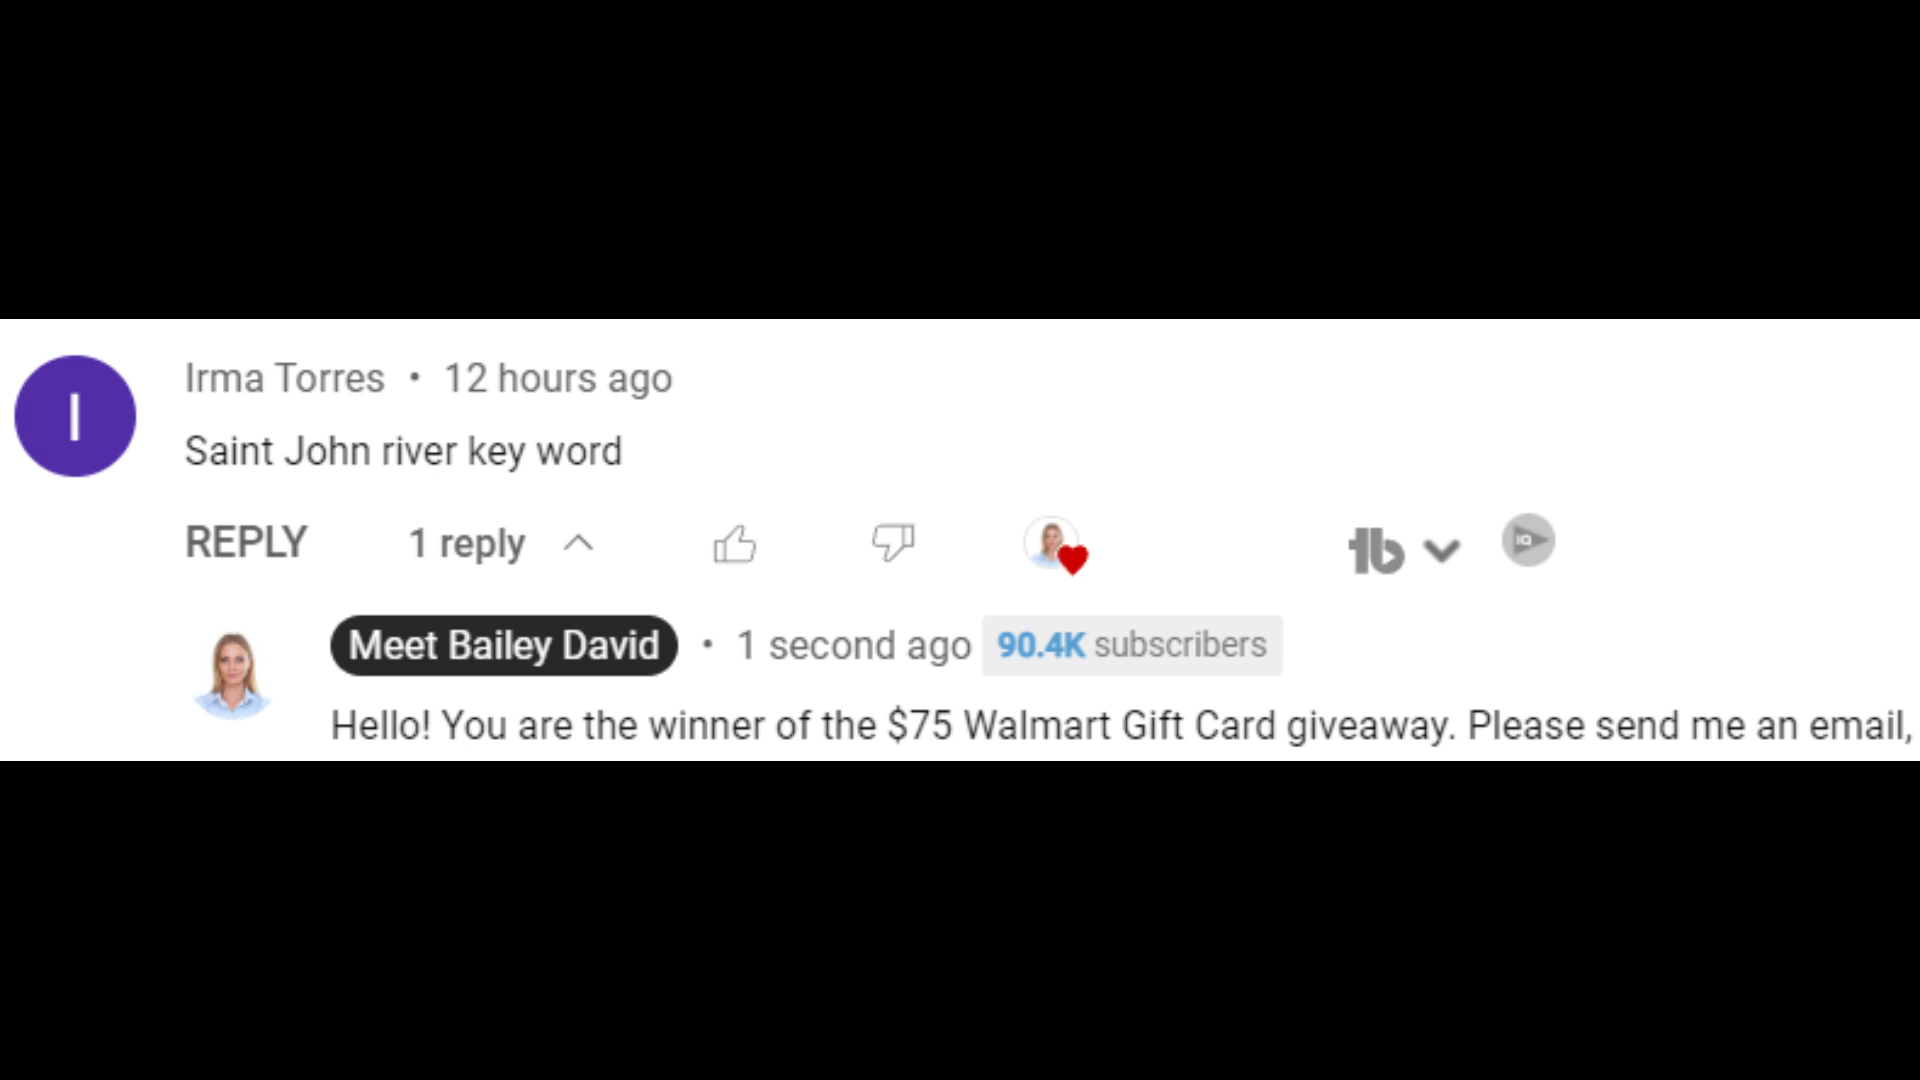 I
Irma Torres • 12 hours ago
Saint John river key word
REPLY 1 reply
tb IQ
Meet Bailey David • 1 second ago 90.4K subscribers
Hello! You are the winner of the $75 Walmart Gift Card giveaway. Please send me an email,